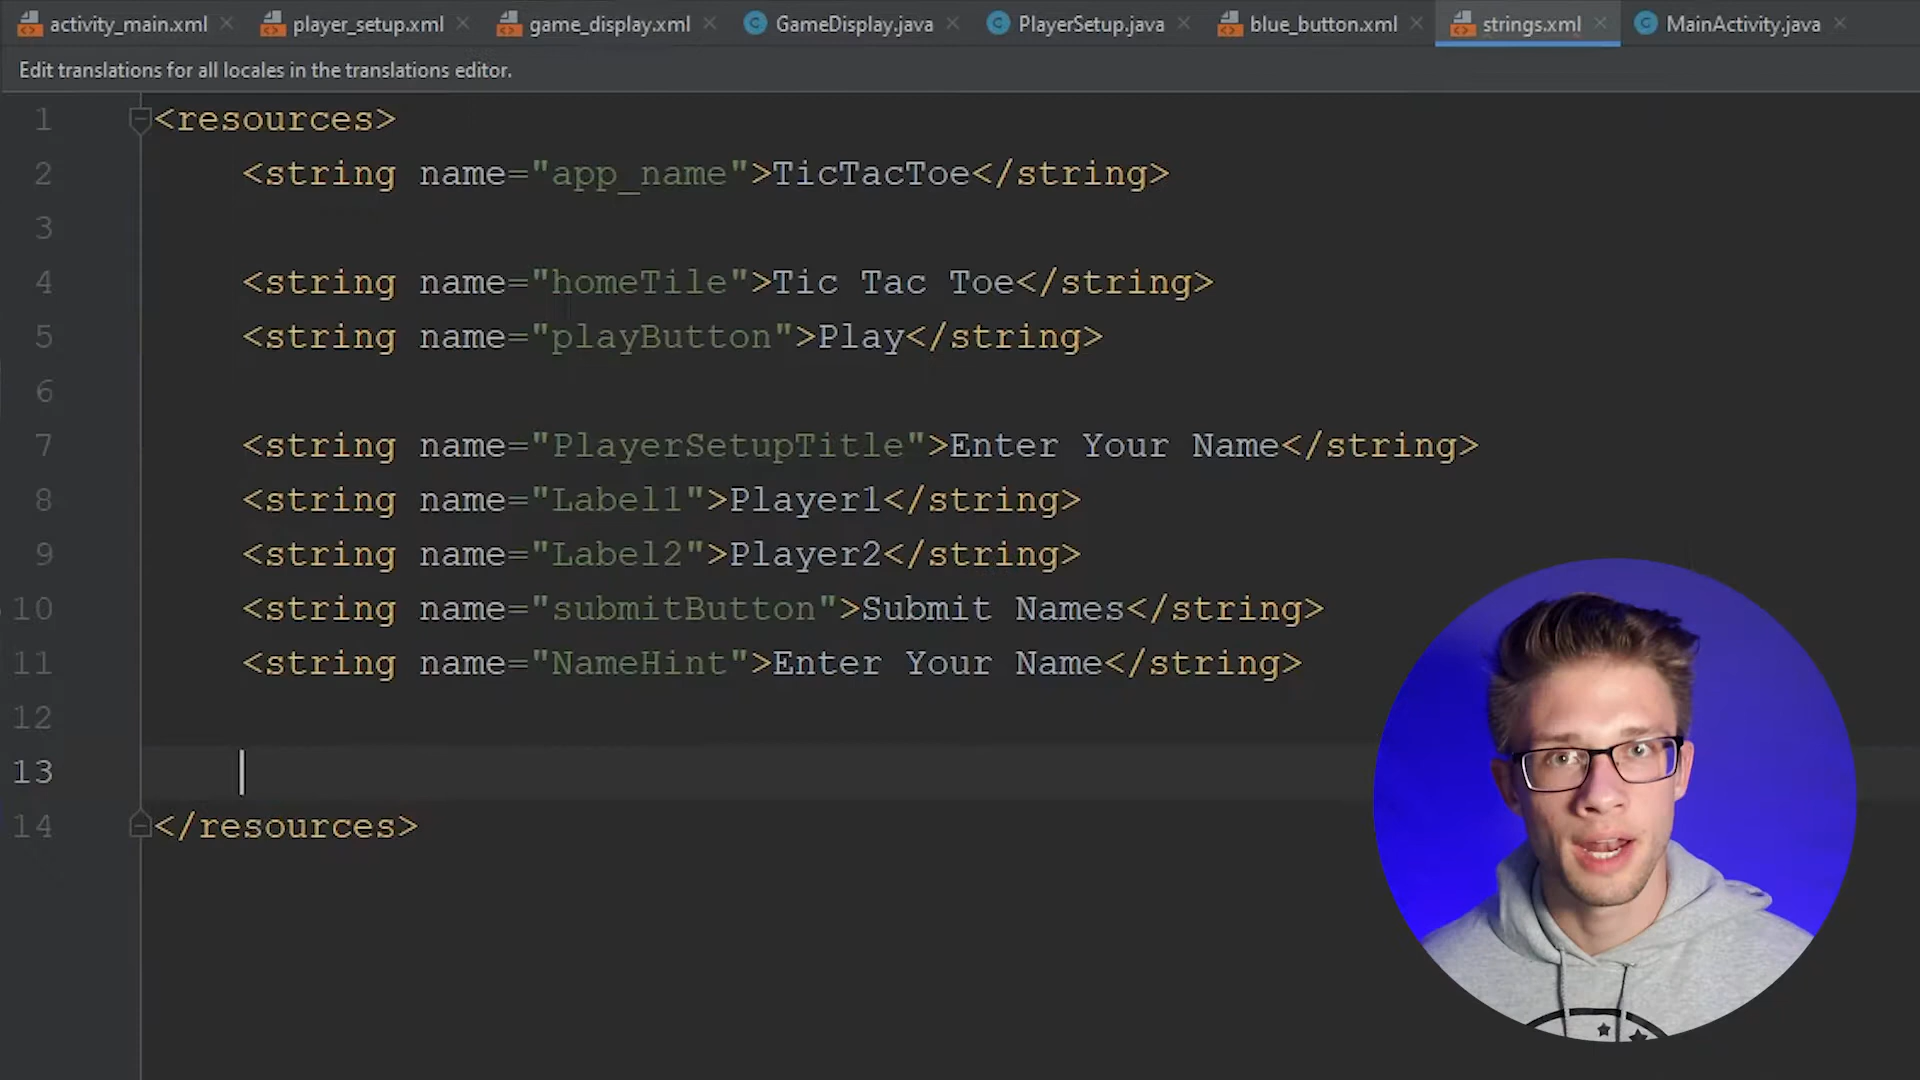 activity_main.xml player_setup.xml game_display.xml GameDisplay.java PlayerSetup.java blue_button.xml strings.xml MainActivity.java
Edit translations for all locales in the translations editor.
1 <resources>
2 <string name="app_name">TicTacToe</string>
3
4 <string name="homeTile">Tic Tac Toe</string>
5 <string name="playButton">Play</string>
6
7 <string name="PlayerSetupTitle">Enter Your Name</string>
8 <string name="Label1">Player1</string>
9 <string name="Label2">Player2</string>
10 <string name="submitButton">Submit Names</string>
11 <string name="NameHint">Enter Your Name</string>
12
13
14 </resources>